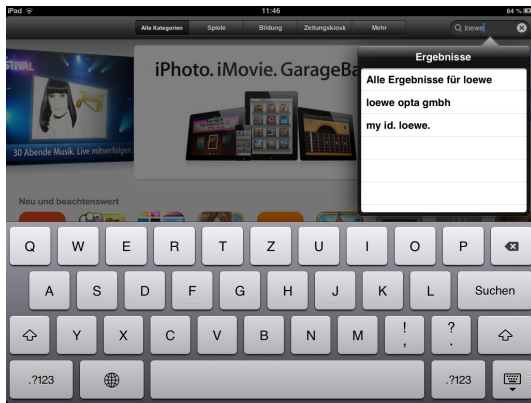 iPad 11:46 64 %
Alle Kategorien Spiele Bildung Zeitungskiosk Mehr loewe
Ergebnisse
Alle Ergebnisse für loewe
loewe opta gmbh
my id. loewe.
STIVAL
iPhoto. iMovie. GarageBa
30 Abende Musik. Live mitverfolgen.
Neu und beachtenswert
Q W E R T Z U I O P
A S D F G H J K L Suchen
Y X C V B N M ! , ? .
.?123 .?123